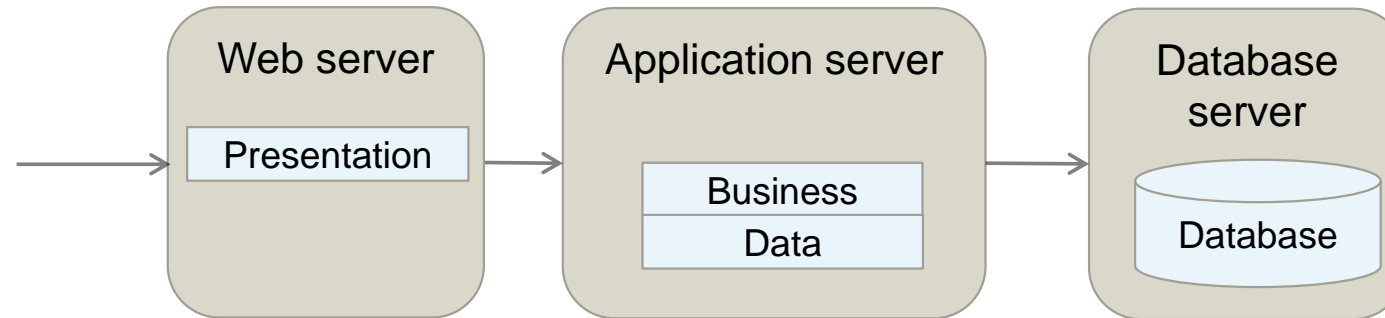 Web server
Presentation
Application server
Business
Data
Database
server
Database